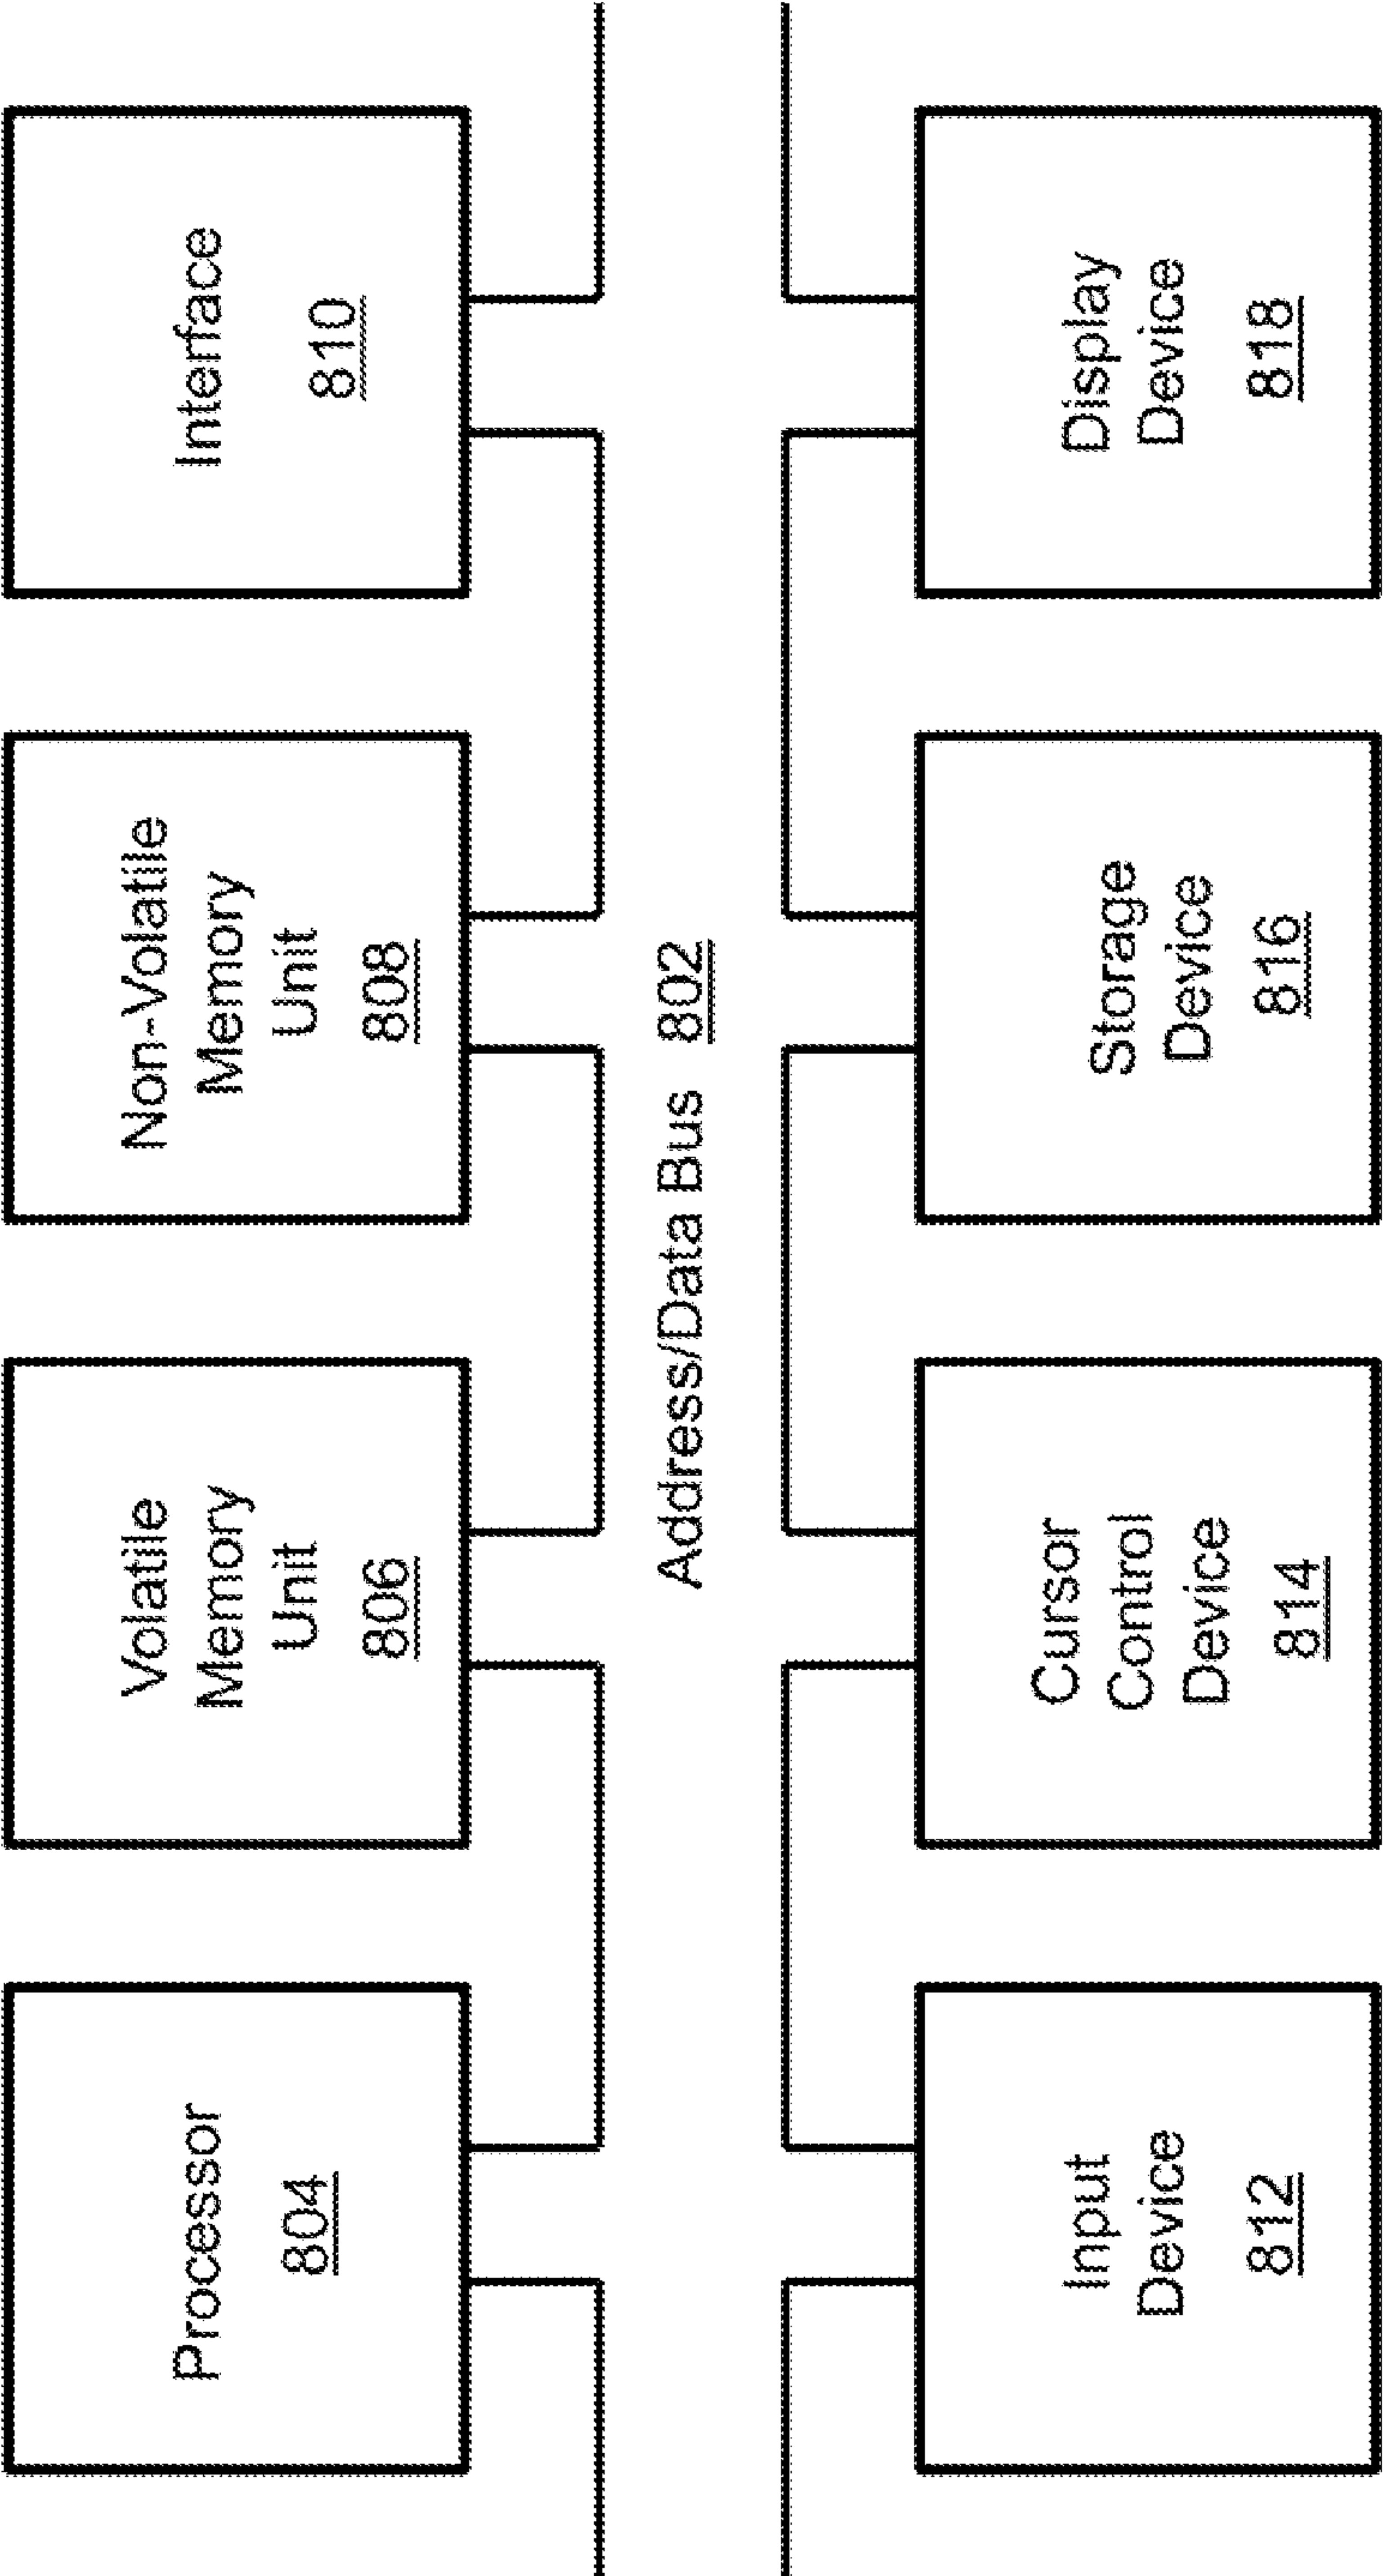 Processor
804
Volatile
Memory
Unit
806
Non-Volatile
Memory
Unit
808
Interface
810
Address/Data Bus 802
Input
Device
812
Cursor
Control
Device
814
Storage
Device
816
Display
Device
818